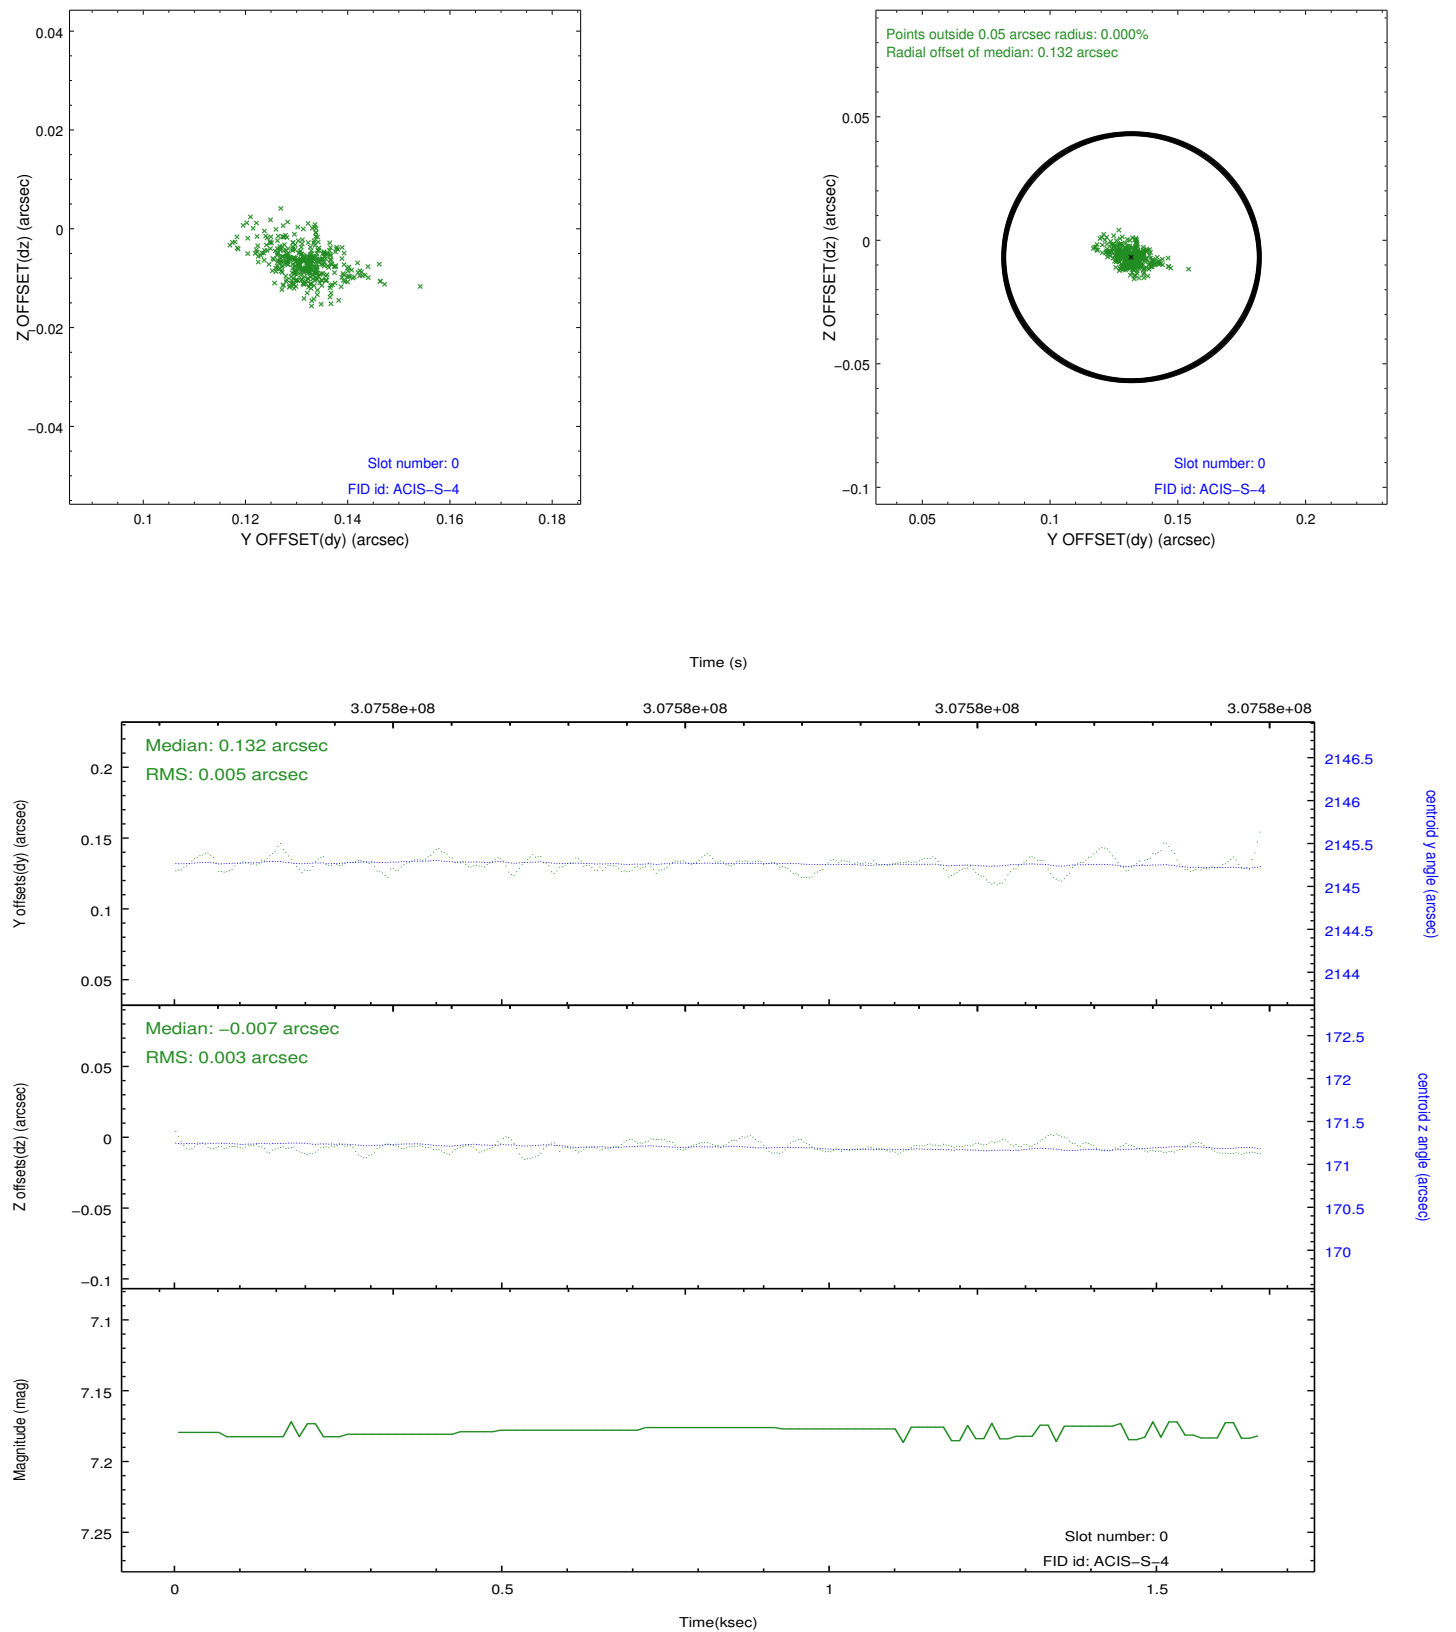 0.04
0.02
0
−0.02
−0.04
Z OFFSET(dz) (arcsec)
Slot number: 0
FID id: ACIS−S−4
0.1
0.12
0.14
0.16
0.18
Y OFFSET(dy) (arcsec)
Points outside 0.05 arcsec radius: 0.000%
Radial offset of median: 0.132 arcsec
0.05
0
−0.05
−0.1
Z OFFSET(dz) (arcsec)
Slot number: 0
FID id: ACIS−S−4
0.05
0.1
0.15
0.2
Y OFFSET(dy) (arcsec)
Time (s)
3.0758e+08
3.0758e+08
3.0758e+08
3.0758e+08
Median: 0.132 arcsec
RMS: 0.005 arcsec
0.2
0.15
0.1
0.05
Y offsets(dy) (arcsec)
2146.5
2146
2145.5
2145
2144.5
2144
centroid y angle (arcsec)
Median: −0.007 arcsec
RMS: 0.003 arcsec
0.05
0
−0.05
−0.1
Z offsets(dz) (arcsec)
172.5
172
171.5
171
170.5
170
centroid z angle (arcsec)
7.1
7.15
7.2
7.25
Magnitude (mag)
Slot number: 0
FID id: ACIS−S−4
0
0.5
1
1.5
Time(ksec)